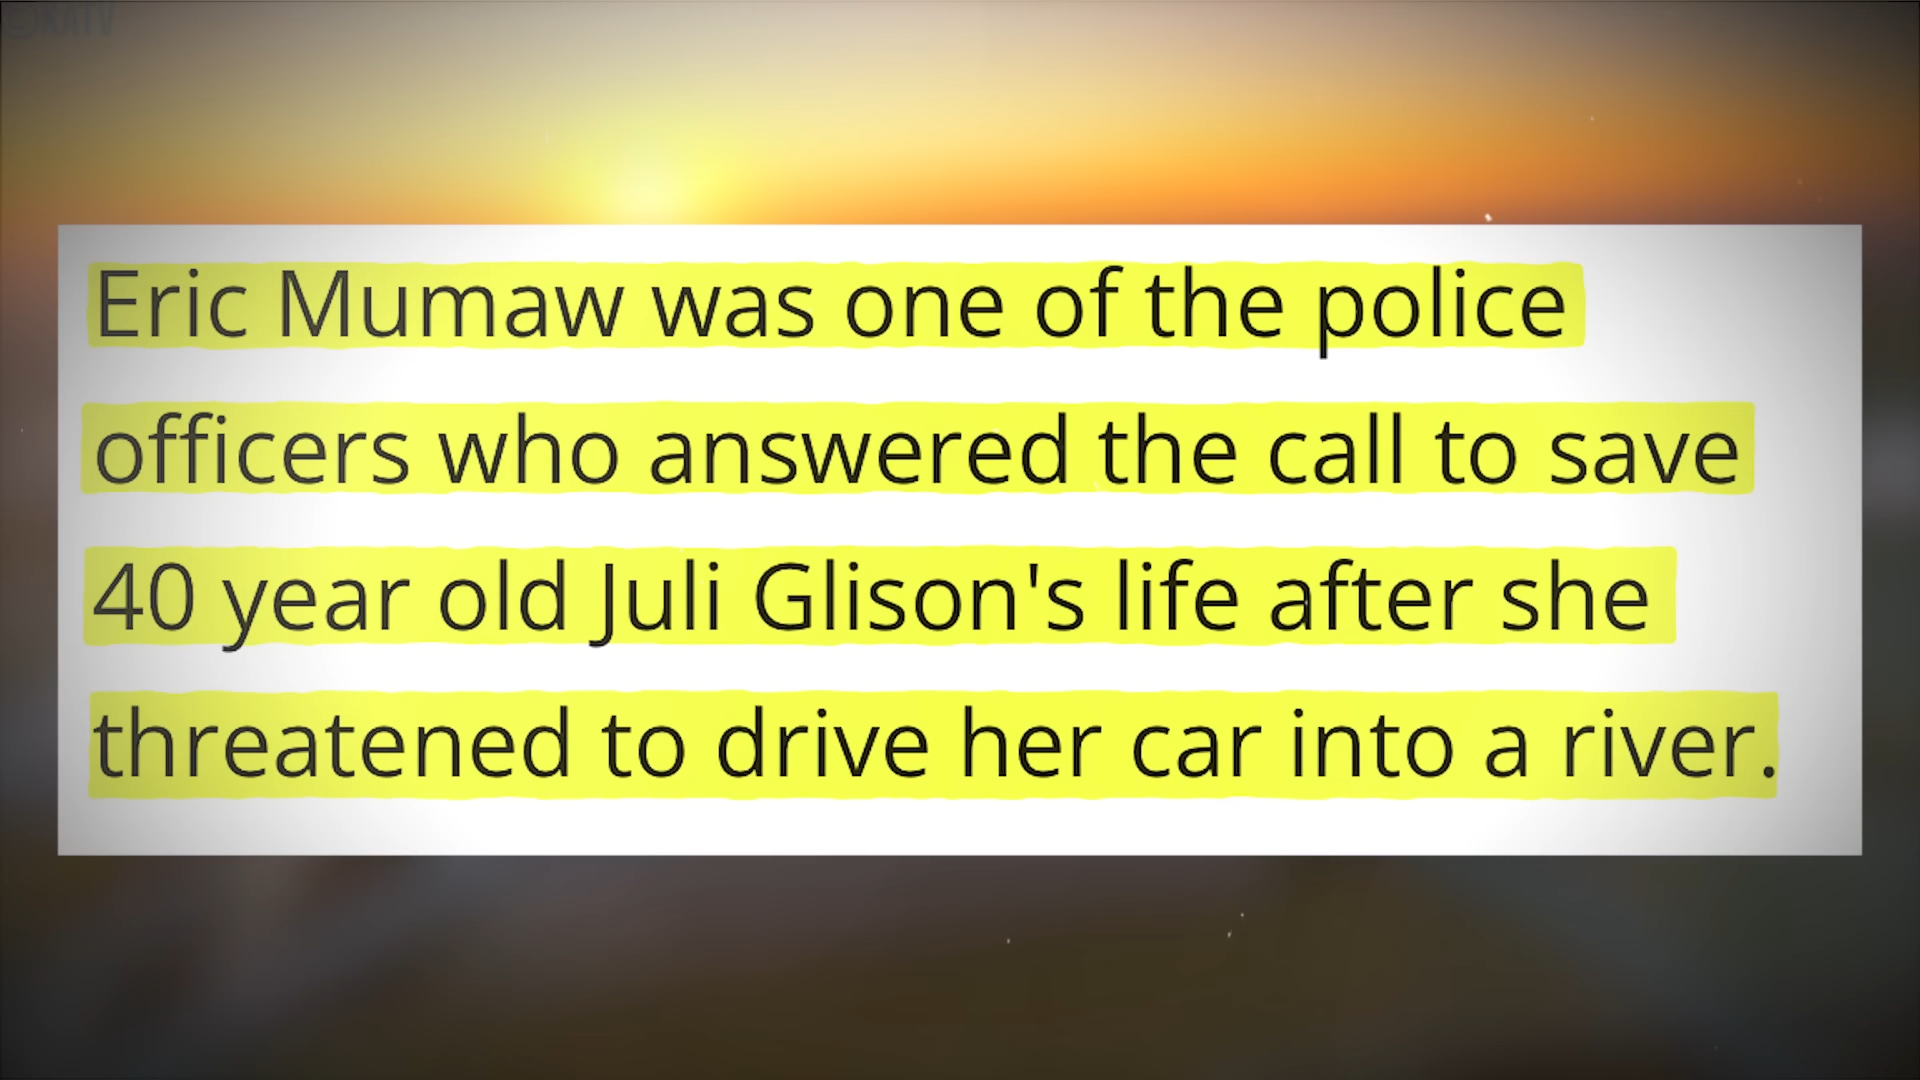 ©KATV
Eric Mumaw was one of the police
officers who answered the call to save
40 year old Juli Glison's life after she
threatened to drive her car into a river.